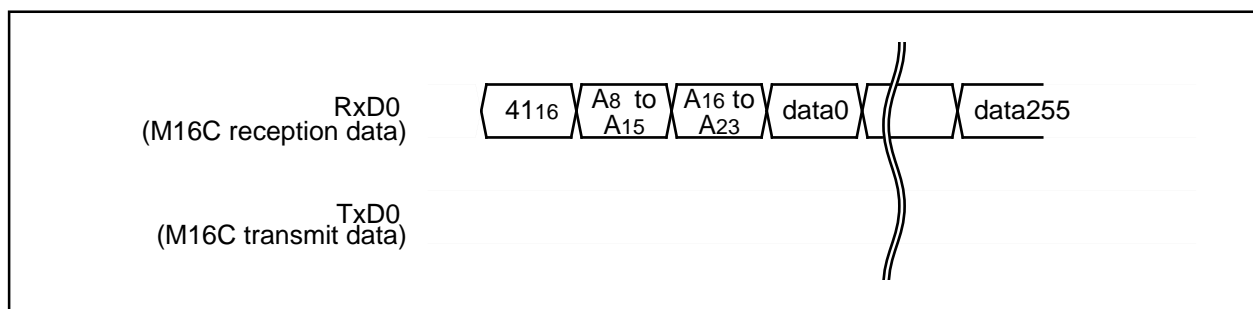 RxD0
(M16C reception data)
4116
A8 to
A15
A16 to
A23
data0
data255
TxD0
(M16C transmit data)